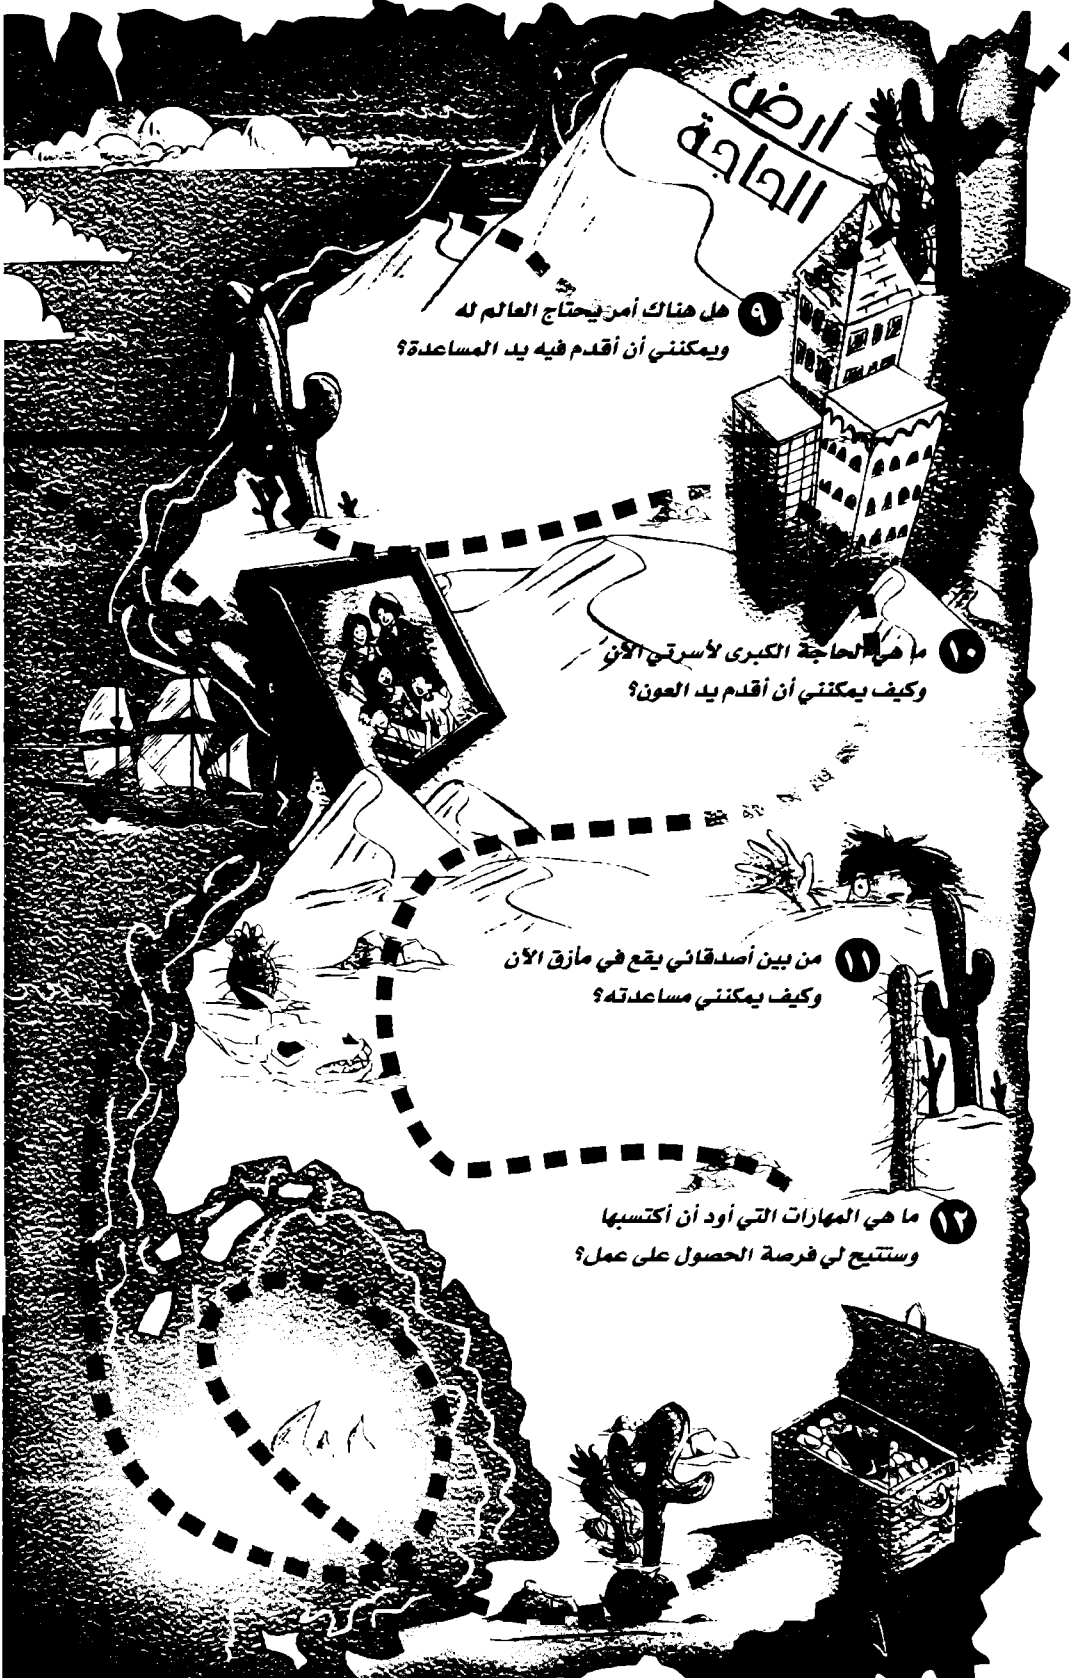 أرض
الحاجة
٩ هل هناك أمر يحتاج العالم له
ويمكنني أن أقدم فيه يد المساعدة؟
١٠ ما هي الحاجة الكبرى لأسرتي الآن
وكيف يمكنني أن أقدم يد العون؟
١١ من بين أصدقائي يقع في مأزق الآن
وكيف يمكنني مساعدته؟
١٢ ما هي المهارات التي أود أن أكتسبها
وستتيح لي فرصة الحصول على عمل؟